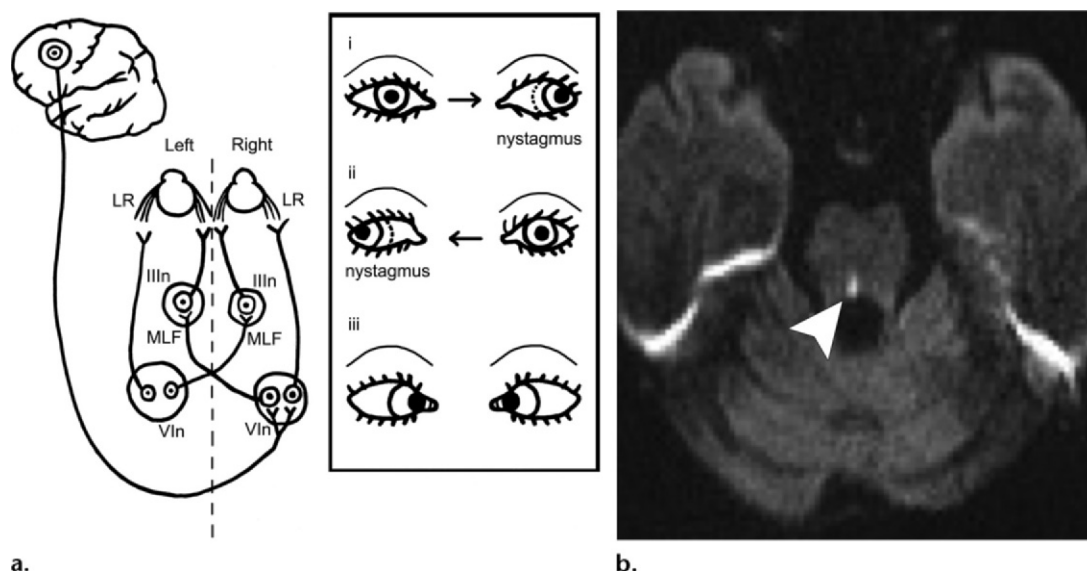 Left Right
LR LR
IIIn IIIn
MLF MLF
VIn VIn
i
nystagmus
ii
nystagmus
iii
a. b.